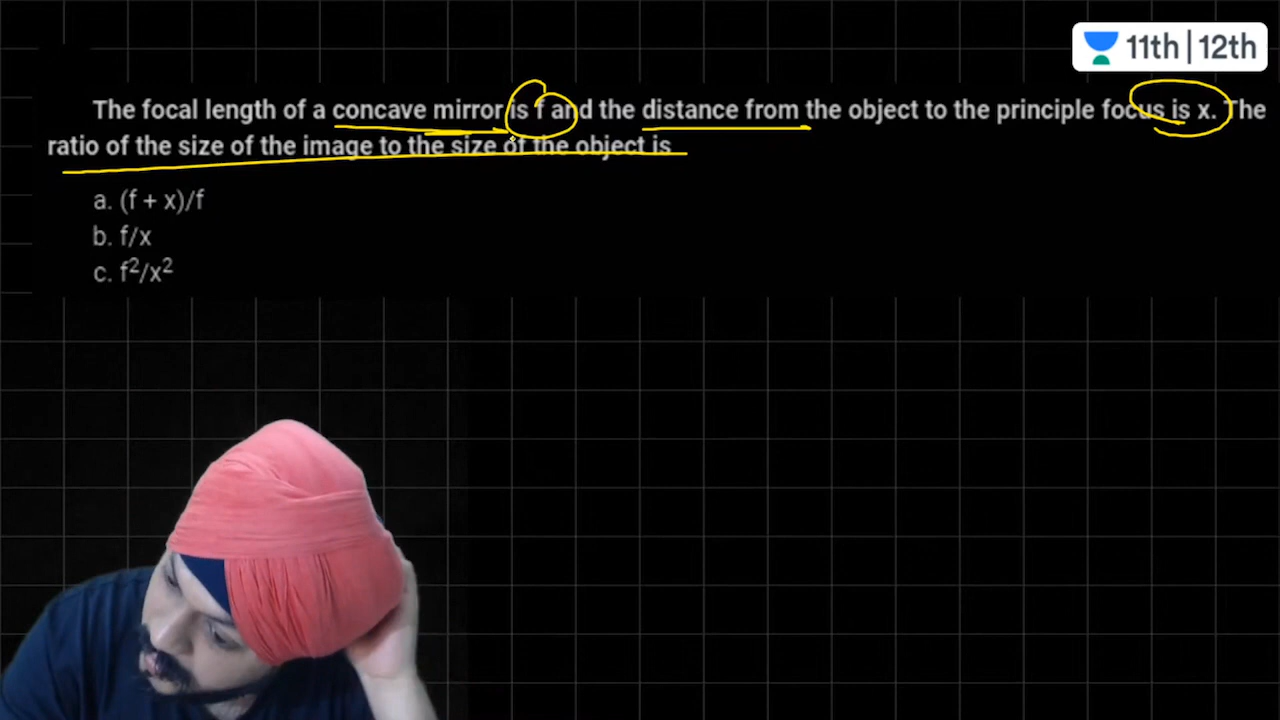 11th | 12th
The focal length of a concave mirror is f and the distance from the object to the principle focus is x. The
ratio of the size of the image to the size of the object is
a. (f + x)/f
b. f/x
c. f²/x²